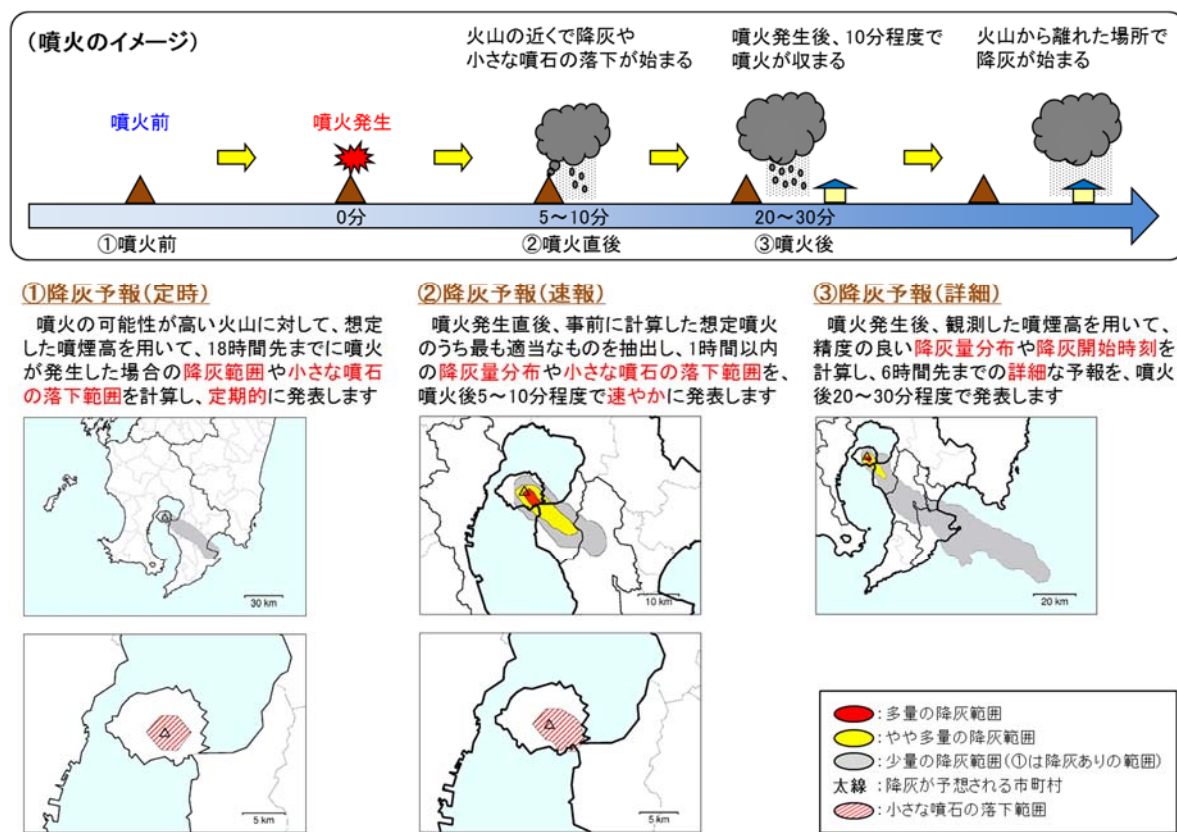 (噴火のイメージ)
火山の近くで降灰や
小さな噴石の落下が始まる
噴火発生後、10分程度で
噴火が収まる
火山から離れた場所で
降灰が始まる
噴火前
噴火発生
0分
5～10分
20～30分
①噴火前
②噴火直後
③噴火後
①降灰予報(定時)
噴火の可能性が高い火山に対して、想定
した噴煙高を用いて、18時間先までに噴火
が発生した場合の降灰範囲や小さな噴石
の落下範囲を計算し、定期的に発表します
30 km
5 km
②降灰予報(速報)
噴火発生直後、事前に計算した想定噴火
のうち最も適当なものを抽出し、1時間以内
の降灰量分布や小さな噴石の落下範囲を、
噴火後5～10分程度で速やかに発表します
10 km
5 km
③降灰予報(詳細)
噴火発生後、観測した噴煙高を用いて、
精度の良い降灰量分布や降灰開始時刻を
計算し、6時間先までの詳細な予報を、噴火
後20～30分程度で発表します
20 km
:多量の降灰範囲
:やや多量の降灰範囲
:少量の降灰範囲(①は降灰ありの範囲)
太線:降灰が予想される市町村
:小さな噴石の落下範囲